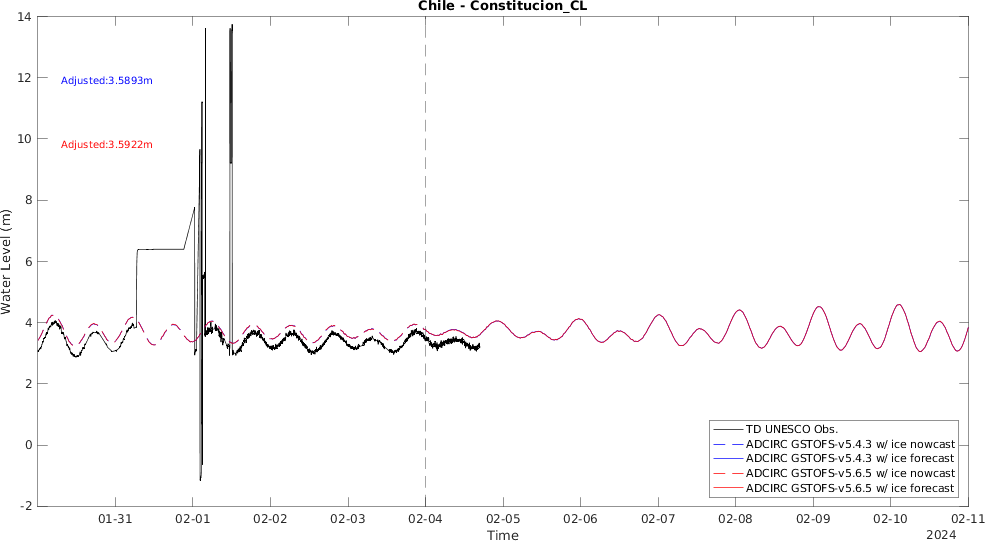 Chile - Constitucion_CL
14
12
10
8
6
4
2
0
-2
Water Level (m)
Adjusted:3.5893m
Adjusted:3.5922m
TD UNESCO Obs.
ADCIRC GSTOFS-v5.4.3 w/ ice nowcast
ADCIRC GSTOFS-v5.4.3 w/ ice forecast
ADCIRC GSTOFS-v5.6.5 w/ ice nowcast
ADCIRC GSTOFS-v5.6.5 w/ ice forecast
01-31 02-01 02-02 02-03 02-04 02-05 02-06 02-07 02-08 02-09 02-10 02-11
Time
2024